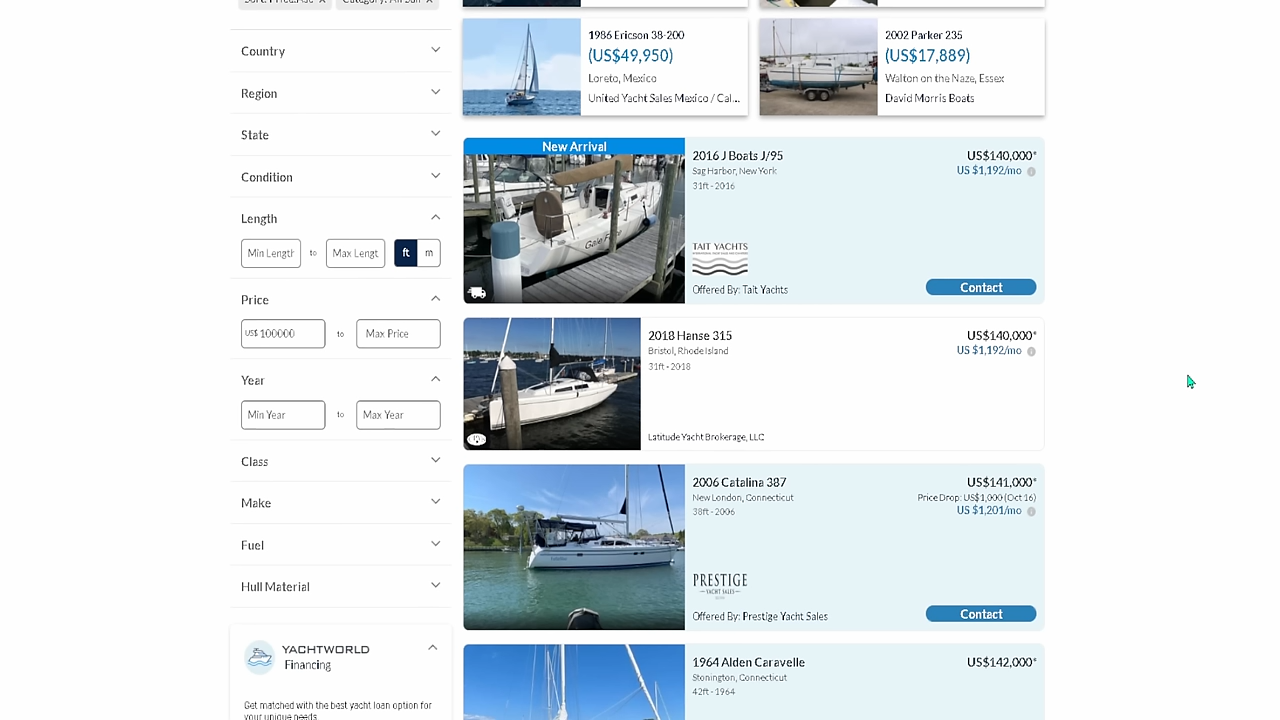 Country
Region
State
Condition
Length
Min Length to Max Lengt ft m
Price
US$ 100000 to Max Price
Year
Min Year to Max Year
Class
Make
Fuel
Hull Material
YACHTWORLD
Financing
Get matched with the best yacht loan option for
your unique needs.
1986 Ericson 38-200
(US$49,950)
Loreto, Mexico
United Yacht Sales Mexico / Cal...
2002 Parker 235
(US$17,889)
Walton on the Naze, Essex
David Morris Boats
New Arrival
2016 J Boats J/95
US$140,000*
Sag Harbor, New York
US $1,192/mo
31ft - 2016
TAIT YACHTS
Offered By: Tait Yachts
Contact
2018 Hanse 315
US$140,000*
Bristol, Rhode Island
US $1,192/mo
31ft - 2018
Latitude Yacht Brokerage, LLC
2006 Catalina 387
US$141,000*
New London, Connecticut
Price Drop: US$1,000 (Oct 16)
38ft - 2006
US $1,201/mo
PRESTIGE
YACHT SALES
Offered By: Prestige Yacht Sales
Contact
1964 Alden Caravelle
US$142,000*
Stonington, Connecticut
42ft - 1964